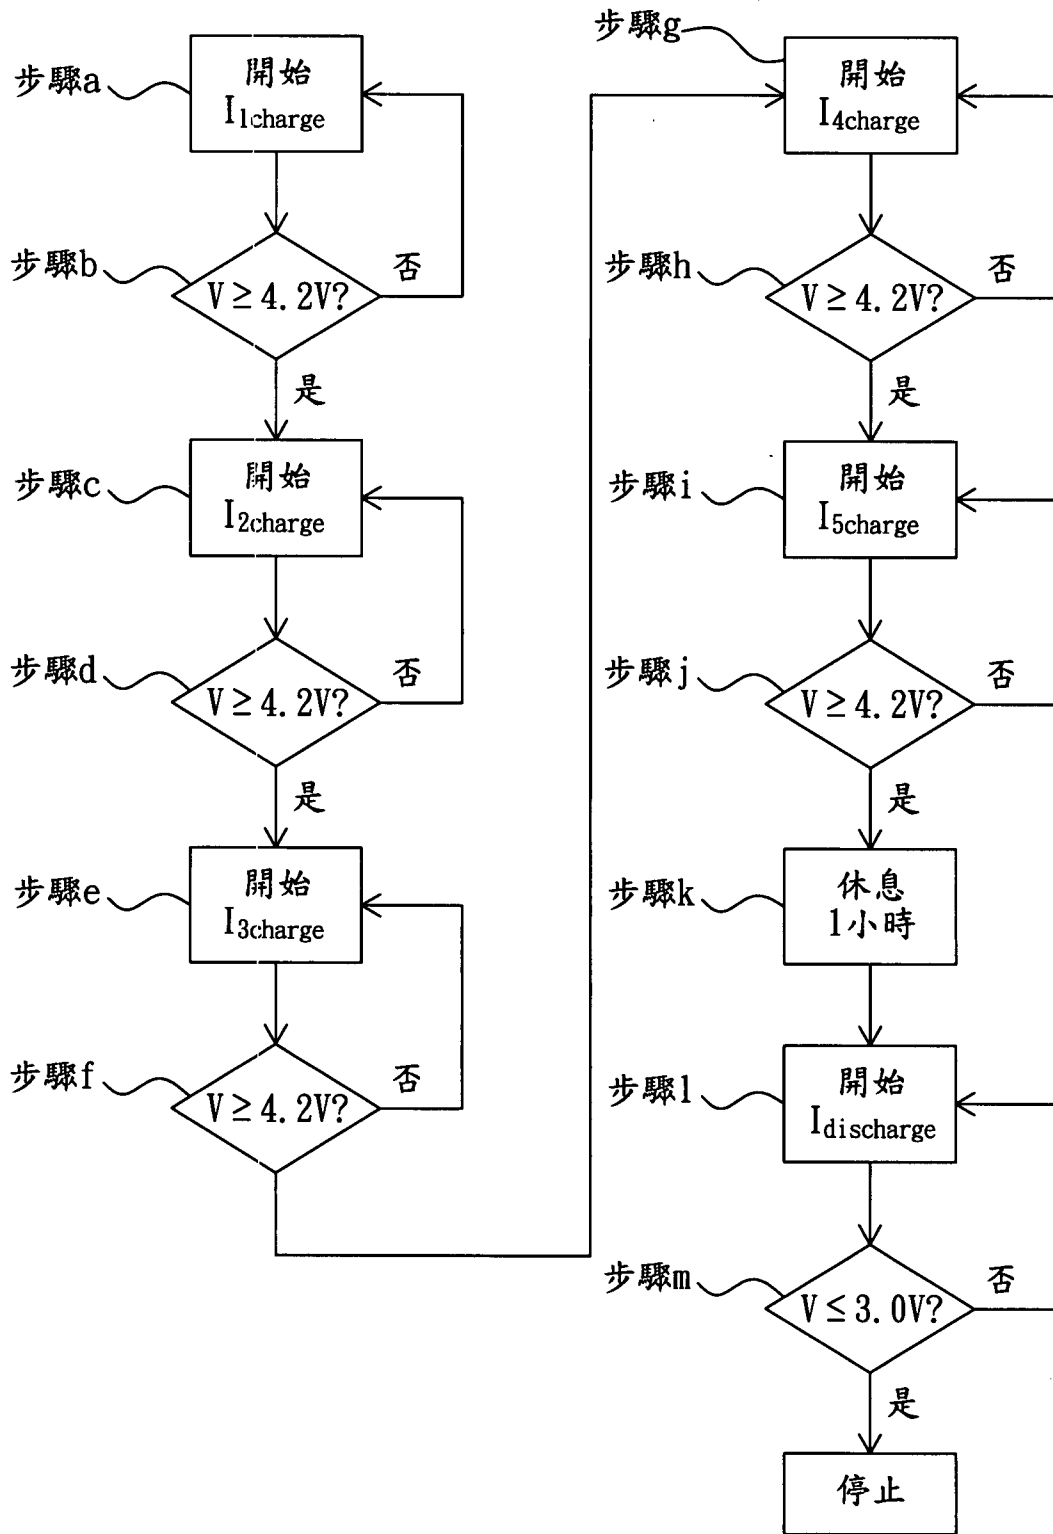 步驟a
開始
I1charge
步驟b
V ≥ 4.2V?
否
是
步驟c
開始
I2charge
步驟d
V ≥ 4.2V?
否
是
步驟e
開始
I3charge
步驟f
V ≥ 4.2V?
否
步驟g
開始
I4charge
步驟h
V ≥ 4.2V?
否
是
步驟i
開始
I5charge
步驟j
V ≥ 4.2V?
否
是
步驟k
休息
1小時
步驟l
開始
Idischarge
步驟m
V ≤ 3.0V?
否
是
停止